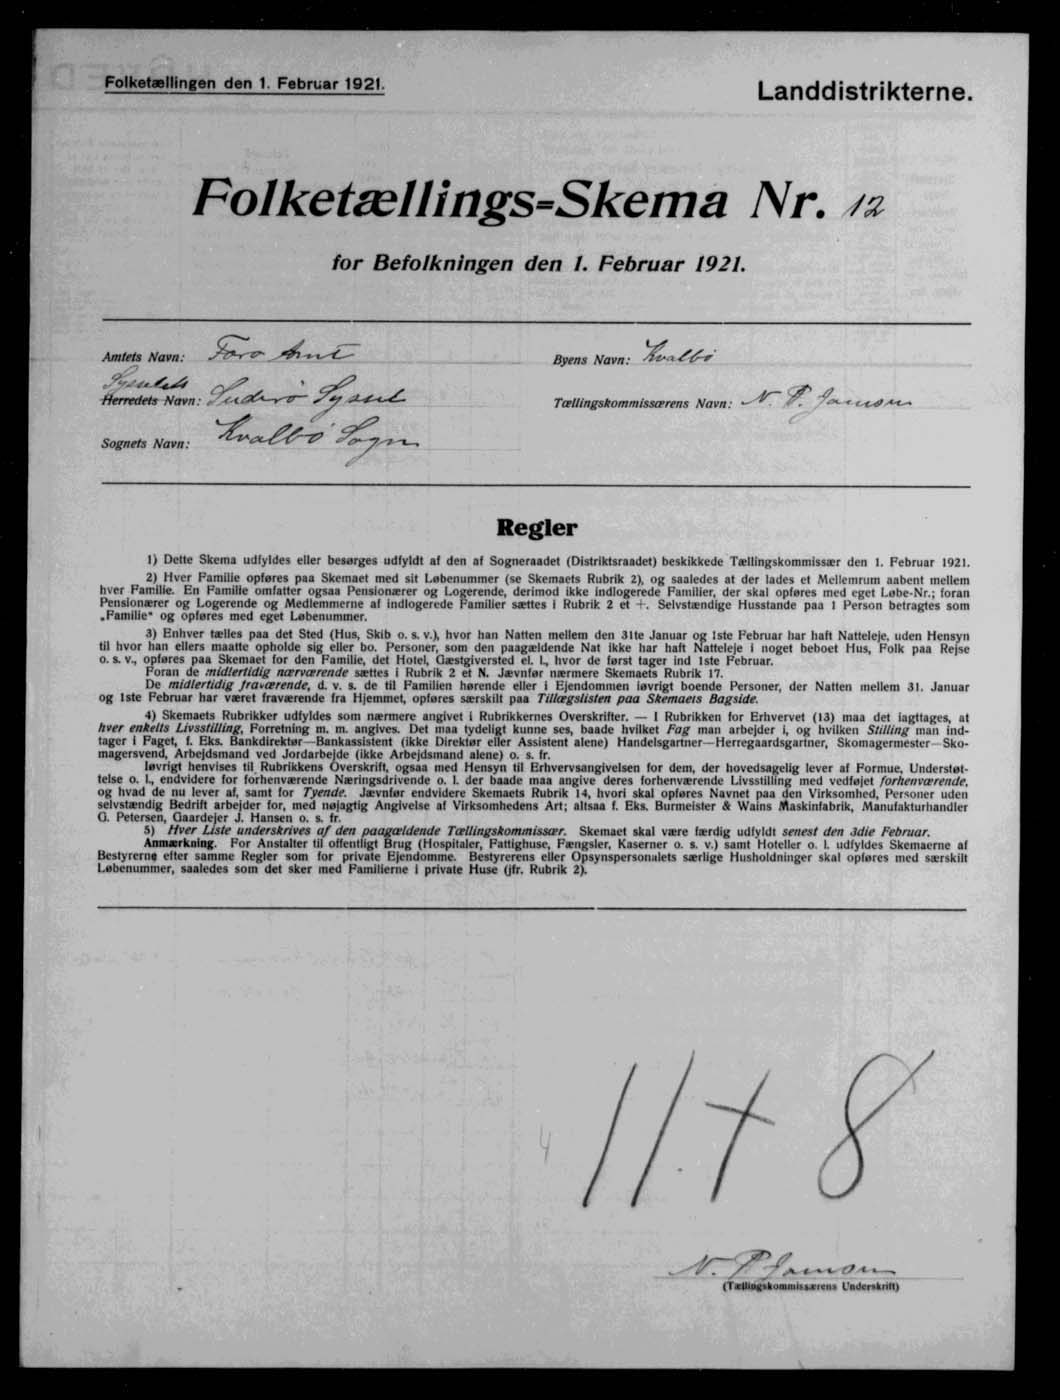 Folketællingen den 1. Februar 1921.
Landdistrikterne.
Folketællings=Skema Nr. 12
for Befolkningen den 1. Februar 1921.
Amtets Navn: Færø Amt
Byens Navn: Kvalbø
Sysselets
Herredets Navn: Suderø Syssel
Tællingskommissærens Navn: N. P. Jamsen
Sognets Navn: Kvalbø Sogn
Regler
1) Dette Skema udfyldes eller besørges udfyldt af den af Sogneraadet (Distriktsraadet) beskikkede Tællingskommissær den 1. Februar 1921.
2) Hver Familie opføres paa Skemaet med sit Løbenummer (se Skemaets Rubrik 2), og saaledes at der lades et Mellemrum aabent mellem
hver Familie. En Familie omfatter ogsaa Pensionærer og Logerende, derimod ikke indlogerede Familier, der skal opføres med eget Løbe-Nr.; foran
Pensionærer og Logerende og Medlemmerne af indlogerede Familier sættes i Rubrik 2 et +. Selvstændige Husstande paa 1 Person betragtes som
„Familie“ og opføres med eget Løbenummer.
3) Enhver tælles paa det Sted (Hus, Skib o. s. v.), hvor han Natten mellem den 31te Januar og 1ste Februar har haft Natteleje, uden Hensyn
til hvor han ellers maatte opholde sig eller bo. Personer, som den paagældende Nat ikke har haft Natteleje i noget beboet Hus, Folk paa Rejse
o. s. v., opføres paa Skemaet for den Familie, det Hotel, Gæstgiversted el. l., hvor de først tager ind 1ste Februar.
Foran de midlertidig nærværende sættes i Rubrik 2 et N. Jævnfør nærmere Skemaets Rubrik 17.
De midlertidig fraværende, d. v. s. de til Familien hørende eller i Ejendommen iøvrigt boende Personer, der Natten mellem 31. Januar
og 1ste Februar har været fraværende fra Hjemmet, opføres særskilt paa Tillægslisten paa Skemaets Bagside.
4) Skemaets Rubrikker udfyldes som nærmere angivet i Rubrikkernes Overskrifter. — I Rubrikken for Erhvervet (13) maa det iagttages, at
hver enkelts Livsstilling, Forretning m. m. angives. Det maa tydeligt kunne ses, baade hvilket Fag man arbejder i, og hvilken Stilling man ind-
tager i Faget, f. Eks. Bankdirektør—Bankassistent (ikke Direktør eller Assistent alene) Handelsgartner—Herregaardsgartner, Skomagermester—Sko-
magersvend, Arbejdsmand ved Jordarbejde (ikke Arbejdsmand alene) o. s. fr.
Iøvrigt henvises til Rubrikkens Overskrift, ogsaa med Hensyn til Erhvervsangivelsen for dem, der hovedsagelig lever af Formue, Understøt-
telse o. l., endvidere for forhenværende Næringsdrivende o. l. der baade maa angive deres forhenværende Livsstilling med vedføjet forhenværende,
og hvad de nu lever af, samt for Tyende. Jævnfør endvidere Skemaets Rubrik 14, hvori skal opføres Navnet paa den Virksomhed, Personer uden
selvstændig Bedrift arbejder for, med nøjagtig Angivelse af Virksomhedens Art; altsaa f. Eks. Burmeister & Wains Maskinfabrik, Manufakturhandler
G. Petersen, Gaardejer J. Hansen o. s. fr.
5) Hver Liste underskrives af den paagældende Tællingskommissær. Skemaet skal være færdig udfyldt senest den 3die Februar.
Anmærkning. For Anstalter til offentligt Brug (Hospitaler, Fattighuse, Fængsler, Kaserner o. s. v.) samt Hoteller o. l. udfyldes Skemaerne af
Bestyrerne efter samme Regler som for private Ejendomme. Bestyrerens eller Opsynspersonalets særlige Husholdninger skal opføres med særskilt
Løbenummer, saaledes som det sker med Familierne i private Huse (jfr. Rubrik 2).
4
11 + 8
N. P. Jamsen
(Tællingskommissærens Underskrift)